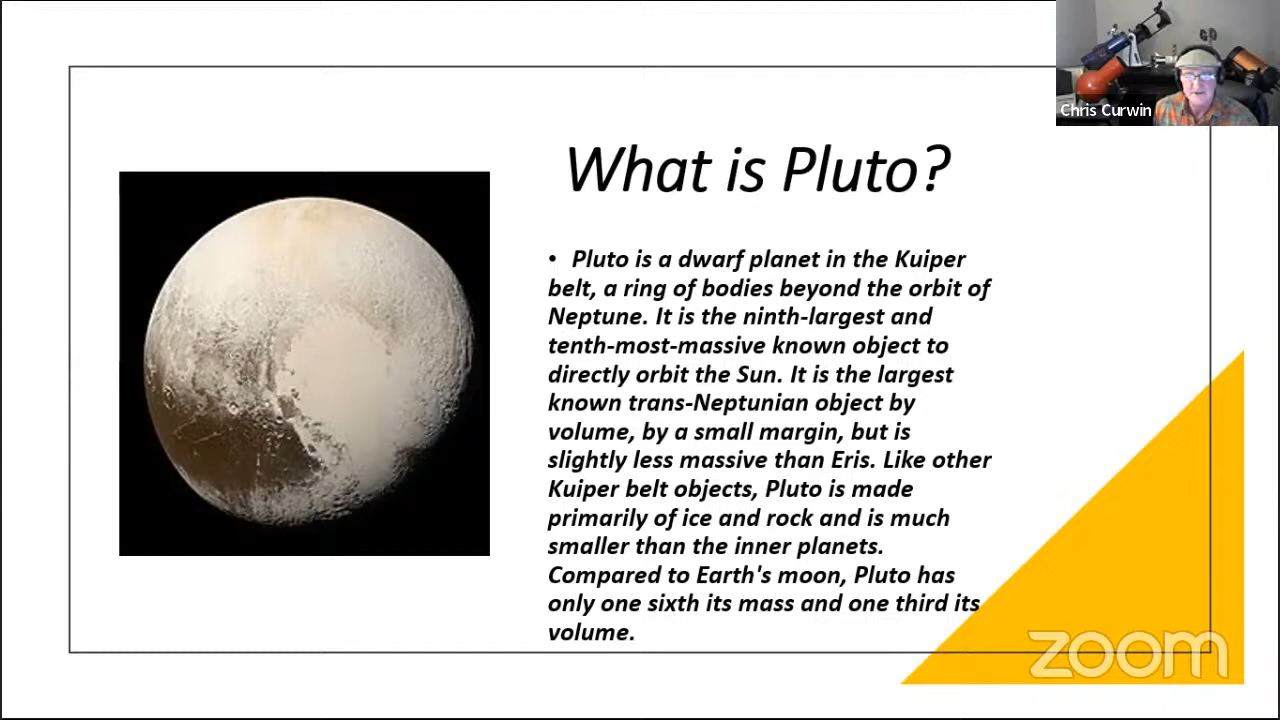 Chris Curwin
What is Pluto?
• Pluto is a dwarf planet in the Kuiper
belt, a ring of bodies beyond the orbit of
Neptune. It is the ninth-largest and
tenth-most-massive known object to
directly orbit the Sun. It is the largest
known trans-Neptunian object by
volume, by a small margin, but is
slightly less massive than Eris. Like other
Kuiper belt objects, Pluto is made
primarily of ice and rock and is much
smaller than the inner planets.
Compared to Earth's moon, Pluto has
only one sixth its mass and one third its
volume.
zoom